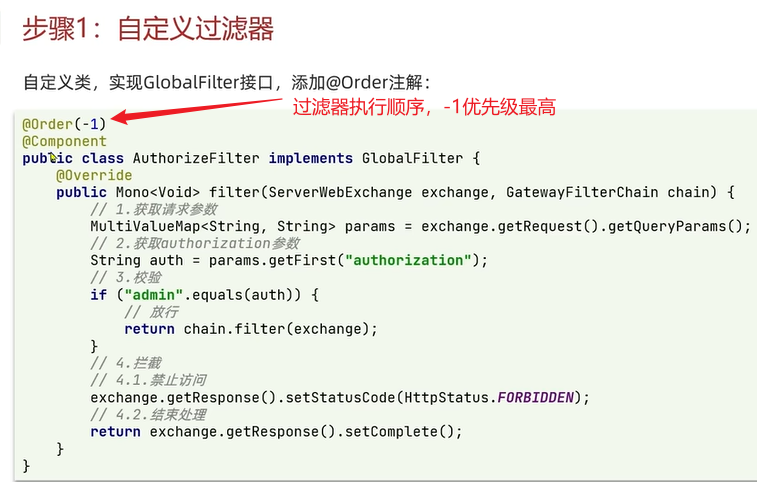 步骤1：自定义过滤器
自定义类，实现GlobalFilter接口，添加@Order注解：
过滤器执行顺序，-1优先级最高
@Order(-1)
@Component
public class AuthorizeFilter implements GlobalFilter {
    @Override
    public Mono<Void> filter(ServerWebExchange exchange, GatewayFilterChain chain) {
        // 1.获取请求参数
        MultiValueMap<String, String> params = exchange.getRequest().getQueryParams();
        // 2.获取authorization参数
        String auth = params.getFirst("authorization");
        // 3.校验
        if ("admin".equals(auth)) {
            // 放行
            return chain.filter(exchange);
        }
        // 4.拦截
        // 4.1.禁止访问
        exchange.getResponse().setStatusCode(HttpStatus.FORBIDDEN);
        // 4.2.结束处理
        return exchange.getResponse().setComplete();
    }
}